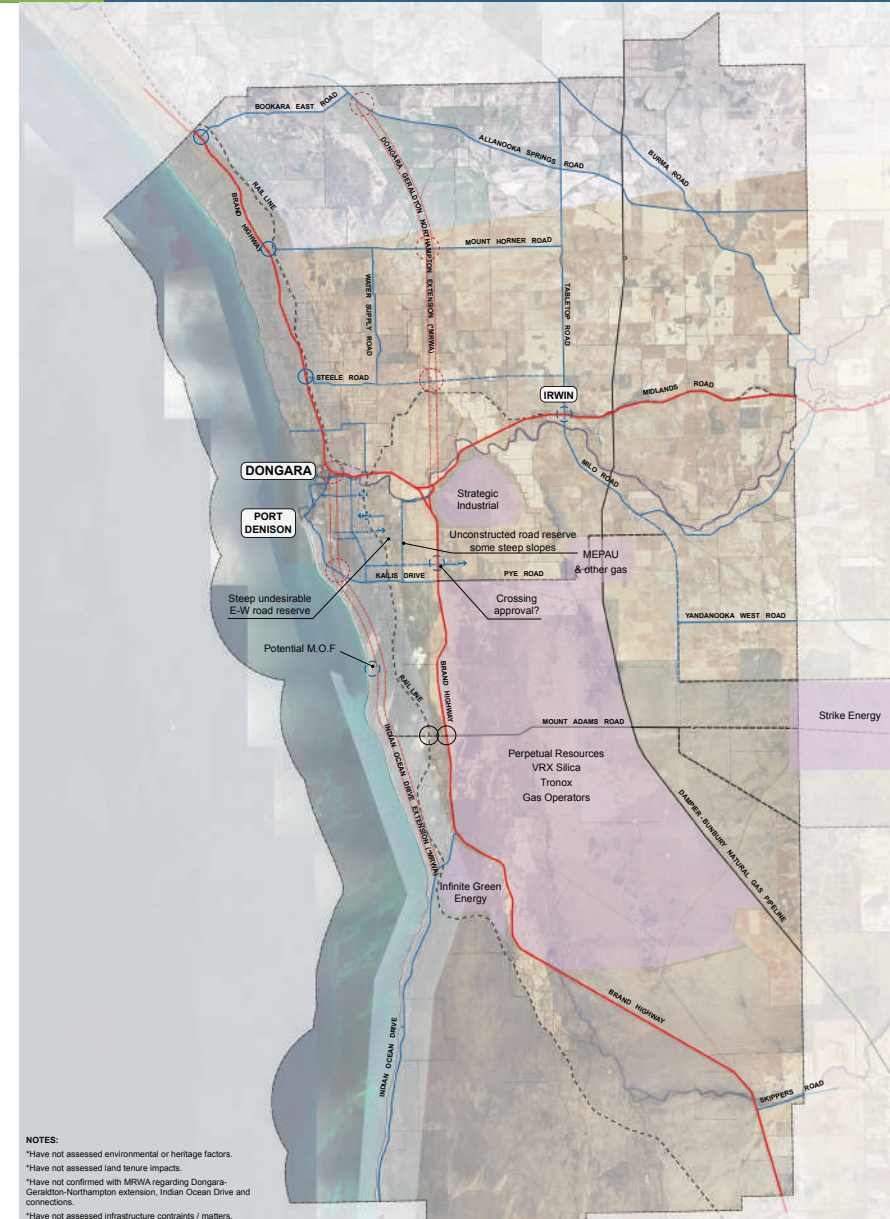 BOOKARA EAST ROAD
ALLANOOKA SPRINGS ROAD
BURMA ROAD
DONGARA GERALDTON NORTHAMPTON EXTENSION (*MRWA)
RAIL LINE
BRAND HIGHWAY
MOUNT HORNER ROAD
WATER SUPPLY ROAD
TABLETOP ROAD
STEELE ROAD
IRWIN
MIDLANDS ROAD
DONGARA
MILO ROAD
PORT
DENISON
Strategic
Industrial
Unconstructed road reserve
some steep slopes
MEPAU
& other gas
KAILIS DRIVE
PYE ROAD
Steep undesirable
E-W road reserve
Crossing
approval?
YANDANOOKA WEST ROAD
Potential M.O.F
RAIL LINE
BRAND HIGHWAY
MOUNT ADAMS ROAD
Strike Energy
Perpetual Resources
VRX Silica
Tronox
Gas Operators
INDIAN OCEAN DRIVE EXTENSION (*MRWA)
DAMPIER - BUNBURY NATURAL GAS PIPELINE
Infinite Green
Energy
BRAND HIGHWAY
INDIAN OCEAN DRIVE
SKIPPERS ROAD
NOTES:
*Have not assessed environmental or heritage factors.
*Have not assessed land tenure impacts.
*Have not confirmed with MRWA regarding Dongara-
Geraldton-Northampton extension, Indian Ocean Drive and
connections.
*Have not assessed infrastructure contraints / matters.